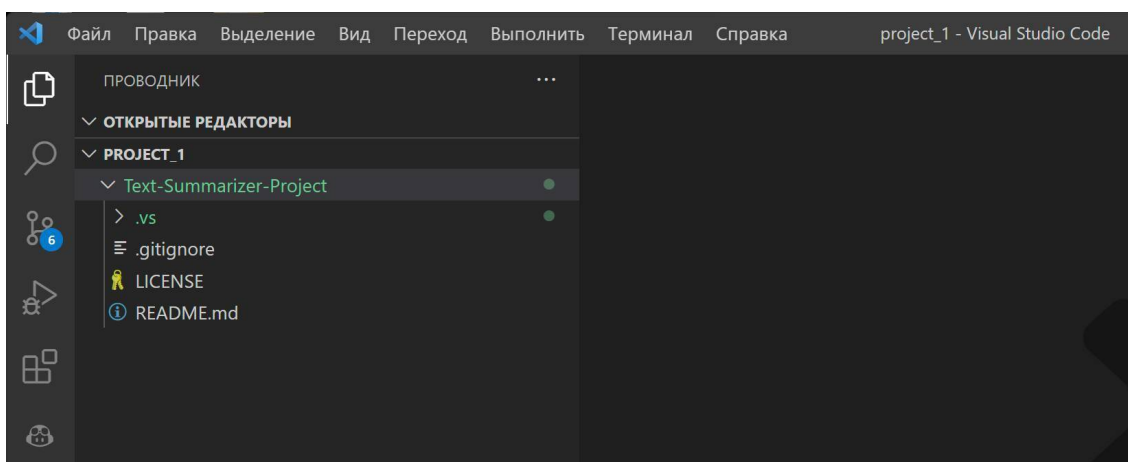 Файл Правка Выделение Вид Переход Выполнить Терминал Справка project_1 - Visual Studio Code
ПРОВОДНИК ...
ОТКРЫТЫЕ РЕДАКТОРЫ
PROJECT_1
Text-Summarizer-Project
.vs
6
.gitignore
LICENSE
README.md